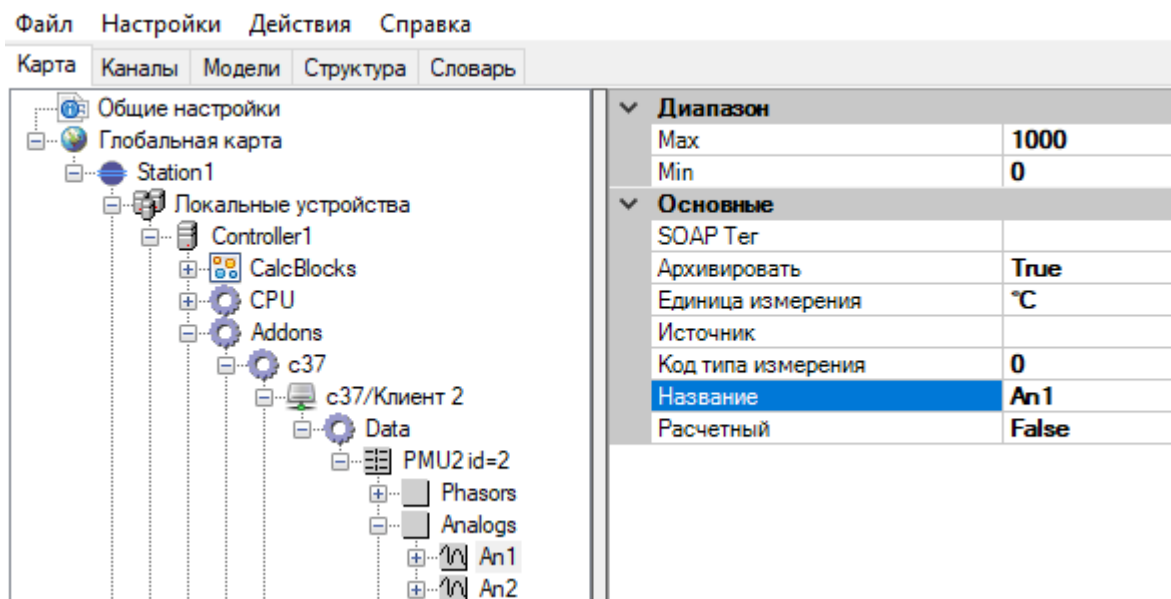 Файл Настройки Действия Справка
Карта Каналы Модели Структура Словарь
Общие настройки
Глобальная карта
Station1
Локальные устройства
Controller1
CalcBlocks
CPU
Addons
c37
c37/Клиент 2
Data
PMU2 id=2
Phasors
Analogs
An1
An2
Диапазон
Max 1000
Min 0
Основные
SOAP Тег
Архивировать True
Единица измерения °C
Источник
Код типа измерения 0
Название An1
Расчетный False